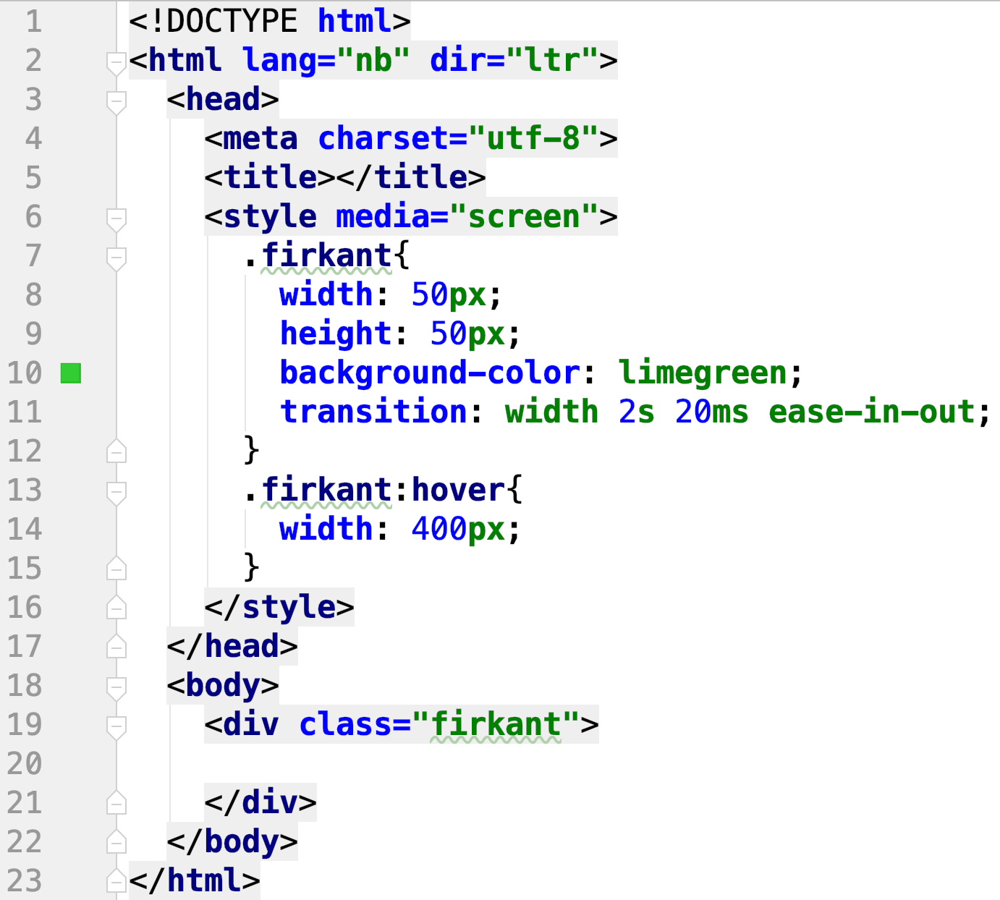 1 <!DOCTYPE html>
2 <html lang="nb" dir="ltr">
3   <head>
4     <meta charset="utf-8">
5     <title></title>
6     <style media="screen">
7       .firkant{
8         width: 50px;
9         height: 50px;
10         background-color: limegreen;
11         transition: width 2s 20ms ease-in-out;
12       }
13       .firkant:hover{
14         width: 400px;
15       }
16     </style>
17   </head>
18   <body>
19     <div class="firkant">
20
21     </div>
22   </body>
23 </html>